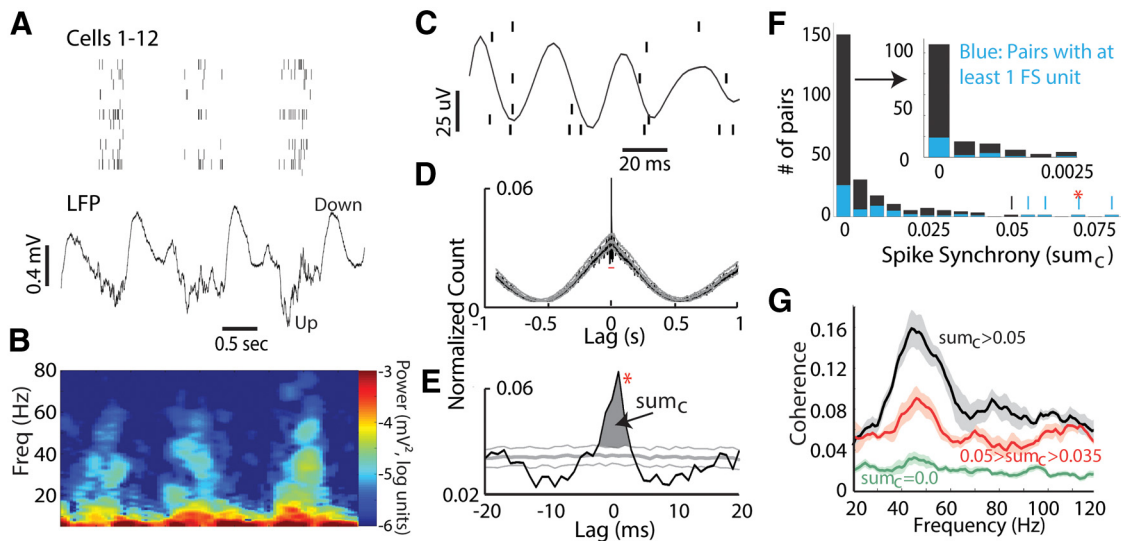 A
Cells 1-12
LFP
Down
Up
0.4 mV
0.5 sec
B
80
60
40
20
Freq (Hz)
-3
-4
-5
-6
Power (mV², log units)
C
25 uV
20 ms
D
0.06
0
-1
-0.5
0
0.5
1
Lag (s)
Normalized Count
E
0.06
*
sumC
0.02
-20
-10
0
10
20
Lag (ms)
F
150
100
50
0
# of pairs
100
50
0
Blue: Pairs with at
least 1 FS unit
0
0.0025
*
0
0.025
0.05
0.075
Spike Synchrony (sumC)
G
0.16
0.12
0.08
0.04
Coherence
sumC>0.05
0.05>sumC>0.035
sumC=0.0
20
40
60
80
100
120
Frequency (Hz)